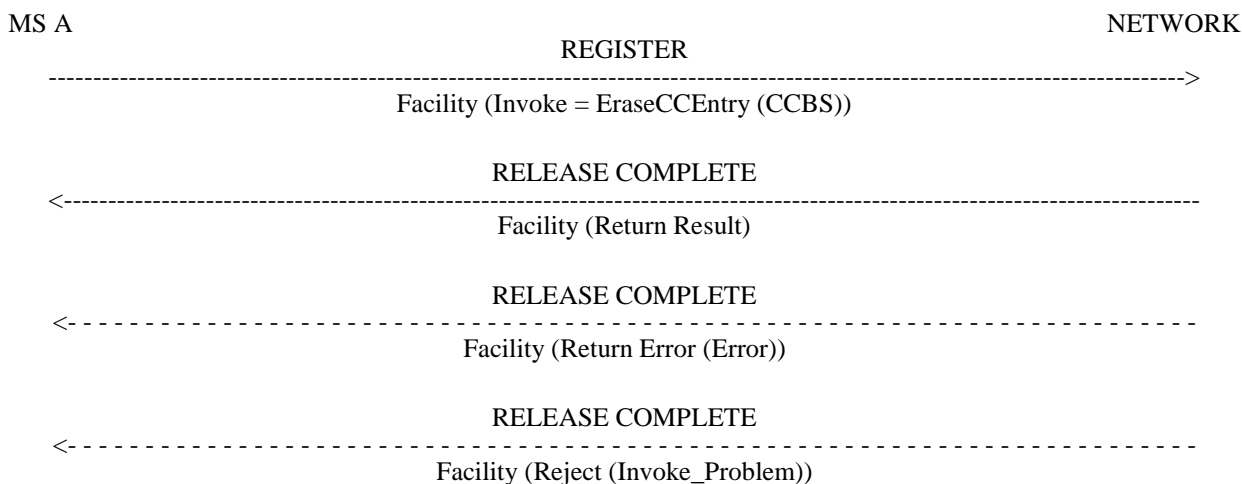 MS A NETWORK
REGISTER
Facility (Invoke = EraseCCEntry (CCBS))
RELEASE COMPLETE
Facility (Return Result)
RELEASE COMPLETE
Facility (Return Error (Error))
RELEASE COMPLETE
Facility (Reject (Invoke_Problem))